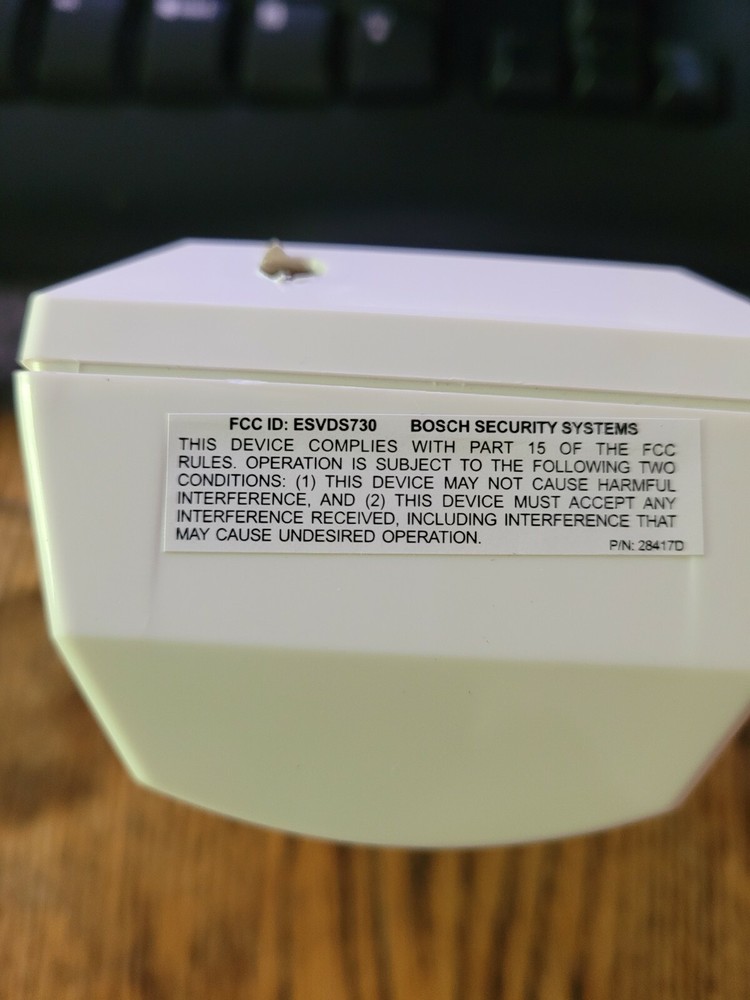 FCC ID: ESVDS730 BOSCH SECURITY SYSTEMS
THIS DEVICE COMPLIES WITH PART 15 OF THE FCC
RULES. OPERATION IS SUBJECT TO THE FOLLOWING TWO
CONDITIONS: (1) THIS DEVICE MAY NOT CAUSE HARMFUL
INTERFERENCE, AND (2) THIS DEVICE MUST ACCEPT ANY
INTERFERENCE RECEIVED, INCLUDING INTERFERENCE THAT
MAY CAUSE UNDESIRED OPERATION.
P/N: 28417D